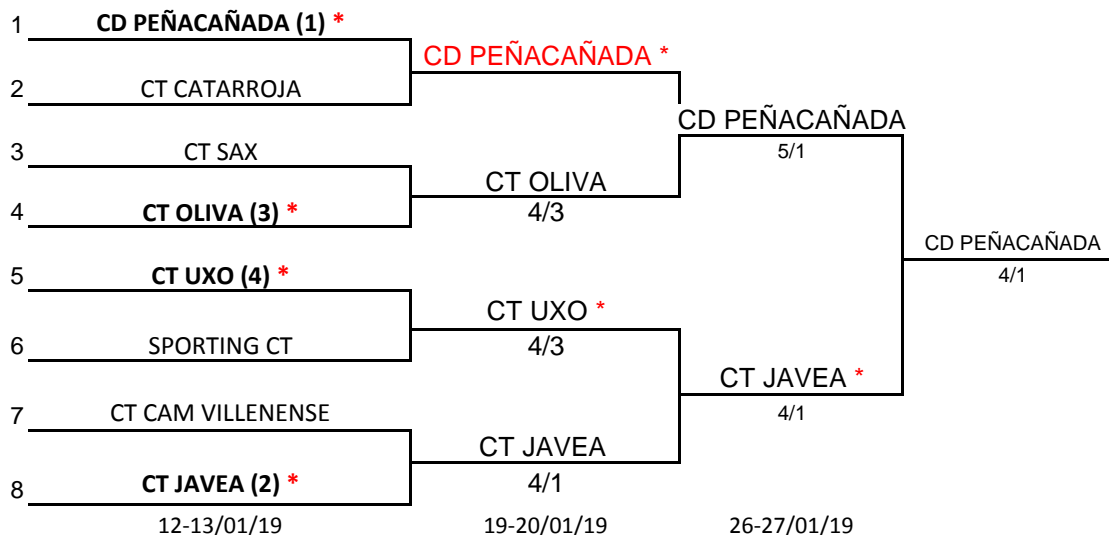 1 CD PEÑACAÑADA (1) *
CD PEÑACAÑADA *
2 CT CATARROJA
CD PEÑACAÑADA
5/1
3 CT SAX
CT OLIVA
4/3
4 CT OLIVA (3) *
CD PEÑACAÑADA
4/1
5 CT UXO (4) *
CT UXO *
4/3
6 SPORTING CT
CT JAVEA *
4/1
7 CT CAM VILLENENSE
CT JAVEA
4/1
8 CT JAVEA (2) *
12-13/01/19 19-20/01/19 26-27/01/19